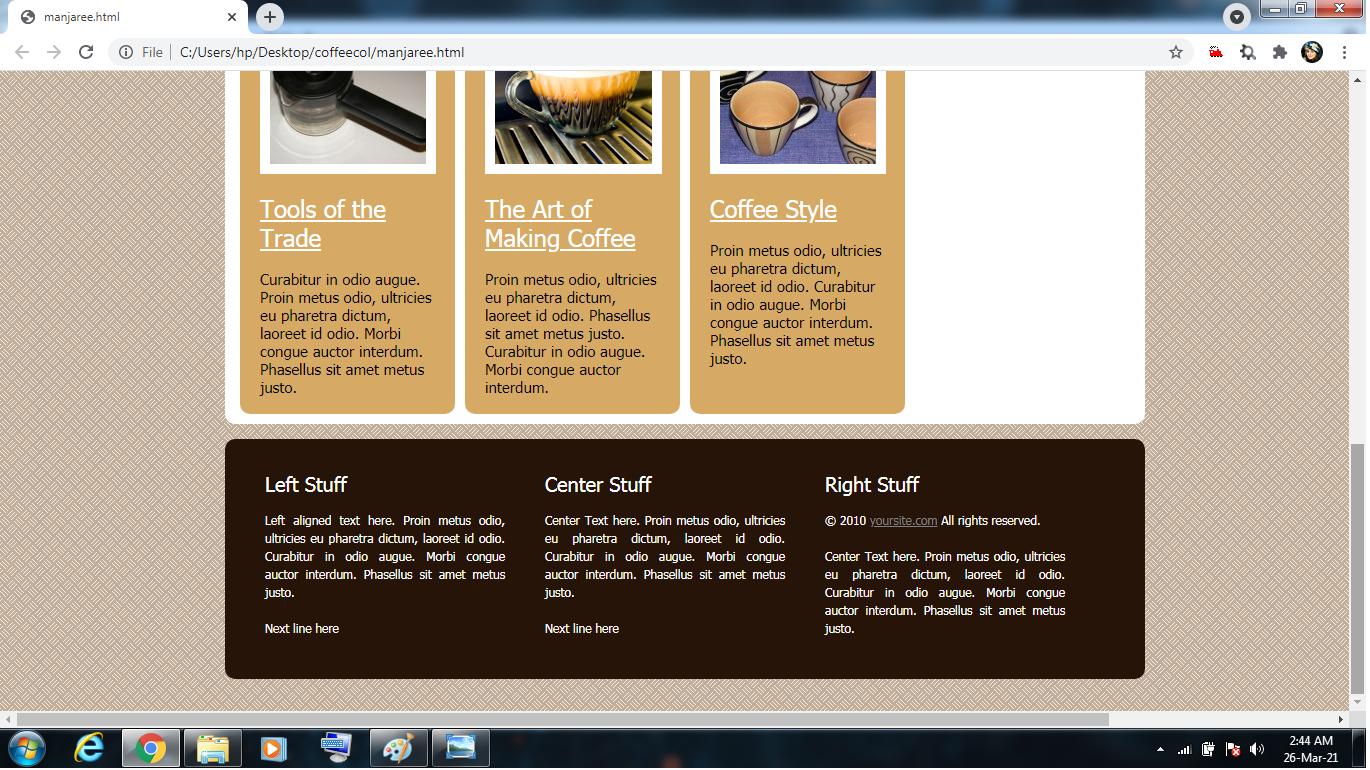 manjaree.html
File
C:/Users/hp/Desktop/coffeecol/manjaree.html
Tools of the
Trade
Curabitur in odio augue.
Proin metus odio, ultricies
eu pharetra dictum,
laoreet id odio. Morbi
congue auctor interdum.
Phasellus sit amet metus
justo.
The Art of
Making Coffee
Proin metus odio, ultricies
eu pharetra dictum,
laoreet id odio. Phasellus
sit amet metus justo.
Curabitur in odio augue.
Morbi congue auctor
interdum.
Coffee Style
Proin metus odio, ultricies
eu pharetra dictum,
laoreet id odio. Curabitur
in odio augue. Morbi
congue auctor interdum.
Phasellus sit amet metus
justo.
Left Stuff
Left aligned text here. Proin metus odio,
ultricies eu pharetra dictum, laoreet id odio.
Curabitur in odio augue. Morbi congue
auctor interdum. Phasellus sit amet metus
justo.
Next line here
Center Stuff
Center Text here. Proin metus odio, ultricies
eu pharetra dictum, laoreet id odio.
Curabitur in odio augue. Morbi congue
auctor interdum. Phasellus sit amet metus
justo.
Next line here
Right Stuff
© 2010 yoursite.com All rights reserved.
Center Text here. Proin metus odio, ultricies
eu pharetra dictum, laoreet id odio.
Curabitur in odio augue. Morbi congue
auctor interdum. Phasellus sit amet metus
justo.
2:44 AM
26-Mar-21